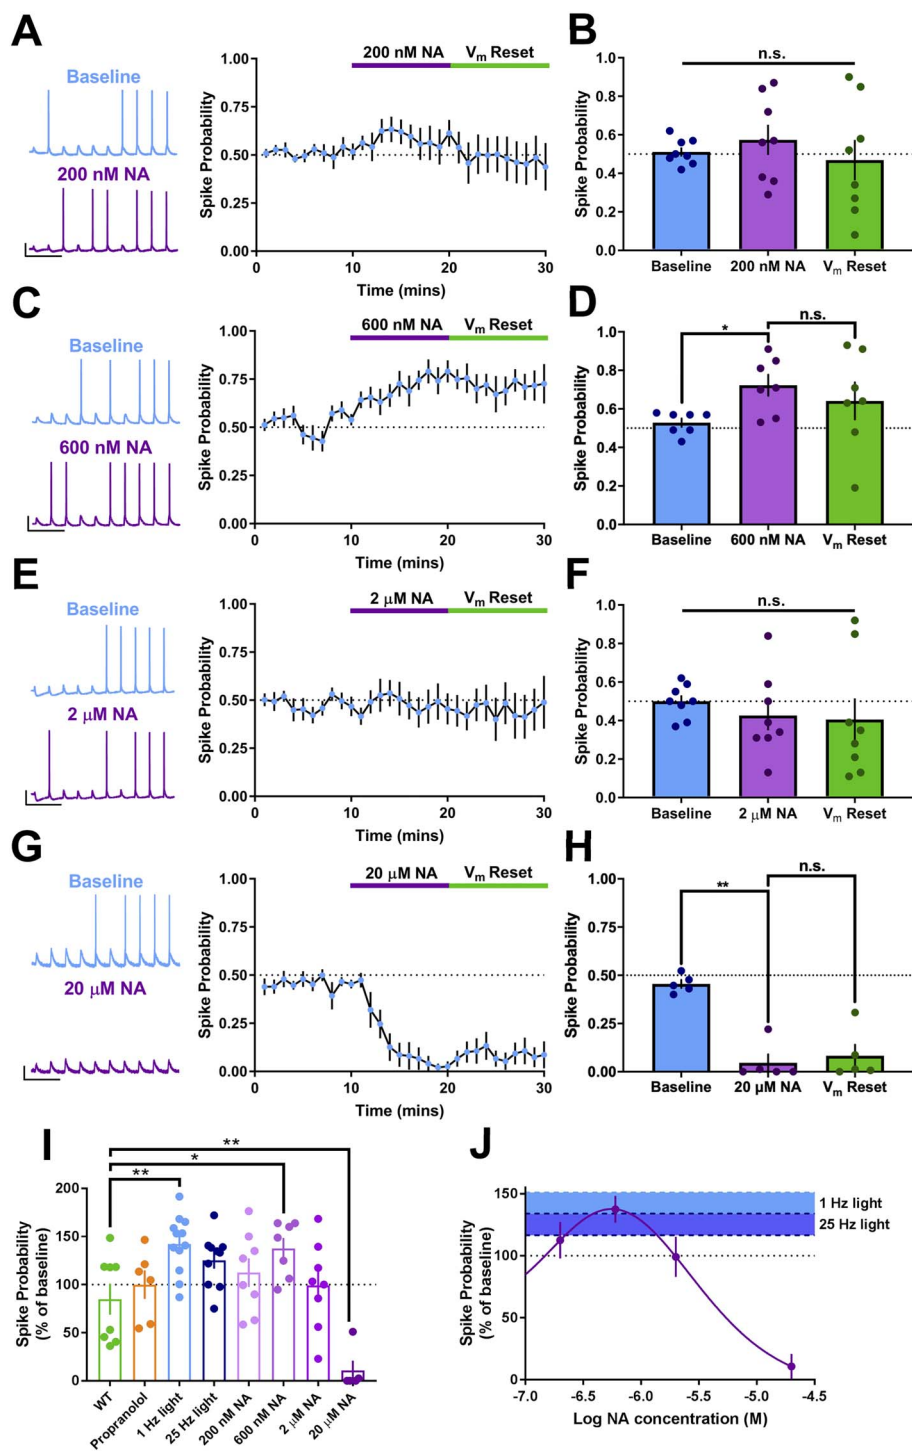 A
Baseline
200 nM NA
Spike Probability
1.00
0.75
0.50
0.25
0.00
200 nM NA
Vm Reset
0
10
20
30
Time (mins)
B
n.s.
Spike Probability
1.0
0.8
0.6
0.4
0.2
0.0
Baseline
200 nM NA
Vm Reset
C
Baseline
600 nM NA
Spike Probability
1.00
0.75
0.50
0.25
0.00
600 nM NA
Vm Reset
0
10
20
30
Time (mins)
D
*
n.s.
Spike Probability
1.0
0.8
0.6
0.4
0.2
0.0
Baseline
600 nM NA
Vm Reset
E
Baseline
2 μM NA
Spike Probability
1.00
0.75
0.50
0.25
0.00
2 μM NA
Vm Reset
0
10
20
30
Time (mins)
F
n.s.
Spike Probability
1.0
0.8
0.6
0.4
0.2
0.0
Baseline
2 μM NA
Vm Reset
G
Baseline
20 μM NA
Spike Probability
1.00
0.75
0.50
0.25
0.00
20 μM NA
Vm Reset
0
10
20
30
Time (mins)
H
**
n.s.
Spike Probability
1.00
0.75
0.50
0.25
0.00
Baseline
20 μM NA
Vm Reset
I
**
*
**
Spike Probability
(% of baseline)
200
150
100
50
0
WT
Propranolol
1 Hz light
25 Hz light
200 nM NA
600 nM NA
2 μM NA
20 μM NA
J
Spike Probability
(% of baseline)
150
100
50
0
1 Hz light
25 Hz light
-7.0
-6.5
-6.0
-5.5
-5.0
-4.5
Log NA concentration (M)